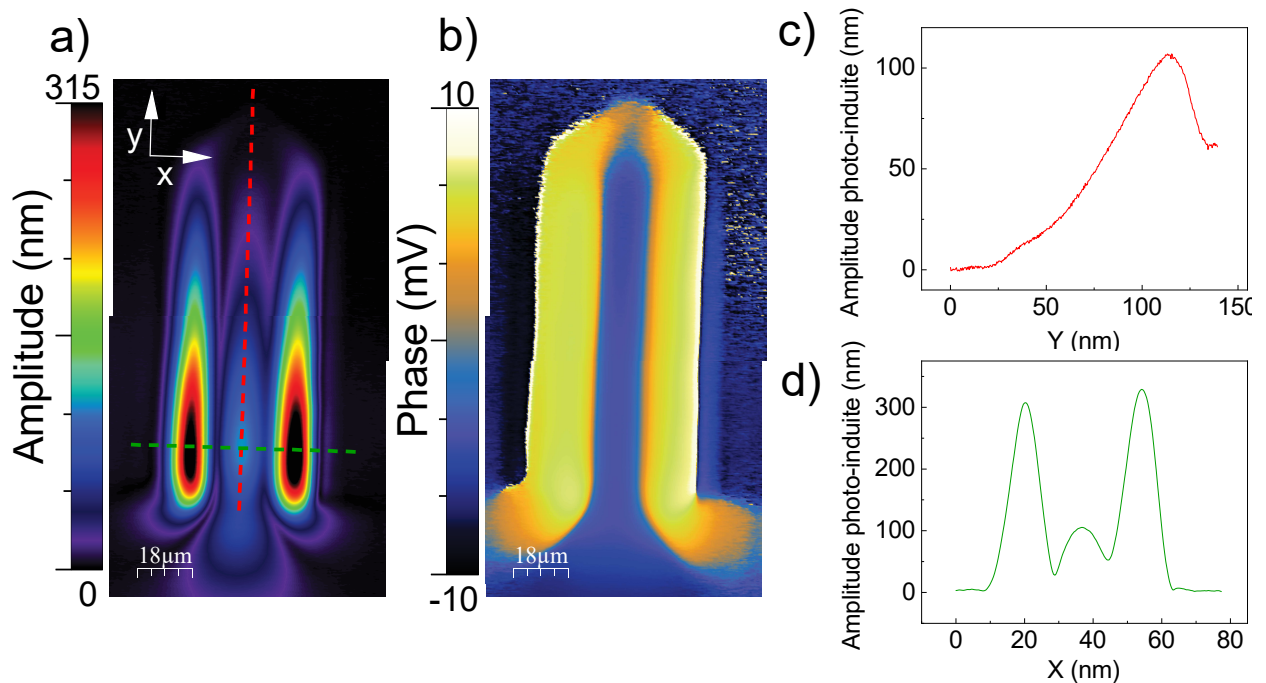 a)
315
y
x
Amplitude (nm)
18µm
0
b)
10
Phase (mV)
18µm
-10
c)
Amplitude photo-induite (nm)
100
50
0
0 50 100 150
Y (nm)
d)
Amplitude photo-induite (nm)
300
200
100
0
0 20 40 60 80
X (nm)